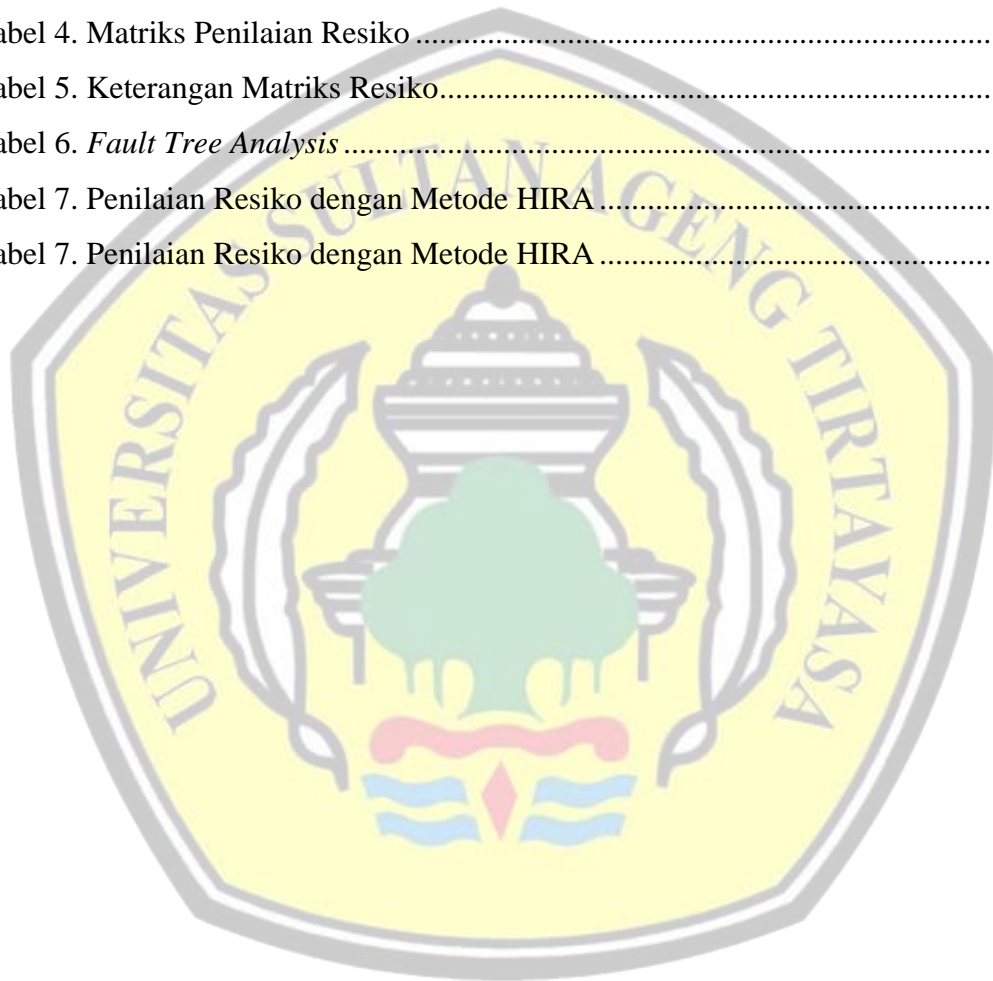 abel 4. Matriks Penilaian Resiko ........................................................................
abel 5. Keterangan Matriks Resiko.....................................................................
abel 6. Fault Tree Analysis .................................................................................
abel 7. Penilaian Resiko dengan Metode HIRA .................................................
abel 7. Penilaian Resiko dengan Metode HIRA .................................................
UNIVERSITAS SULTAN AGENG TIRTAYASA